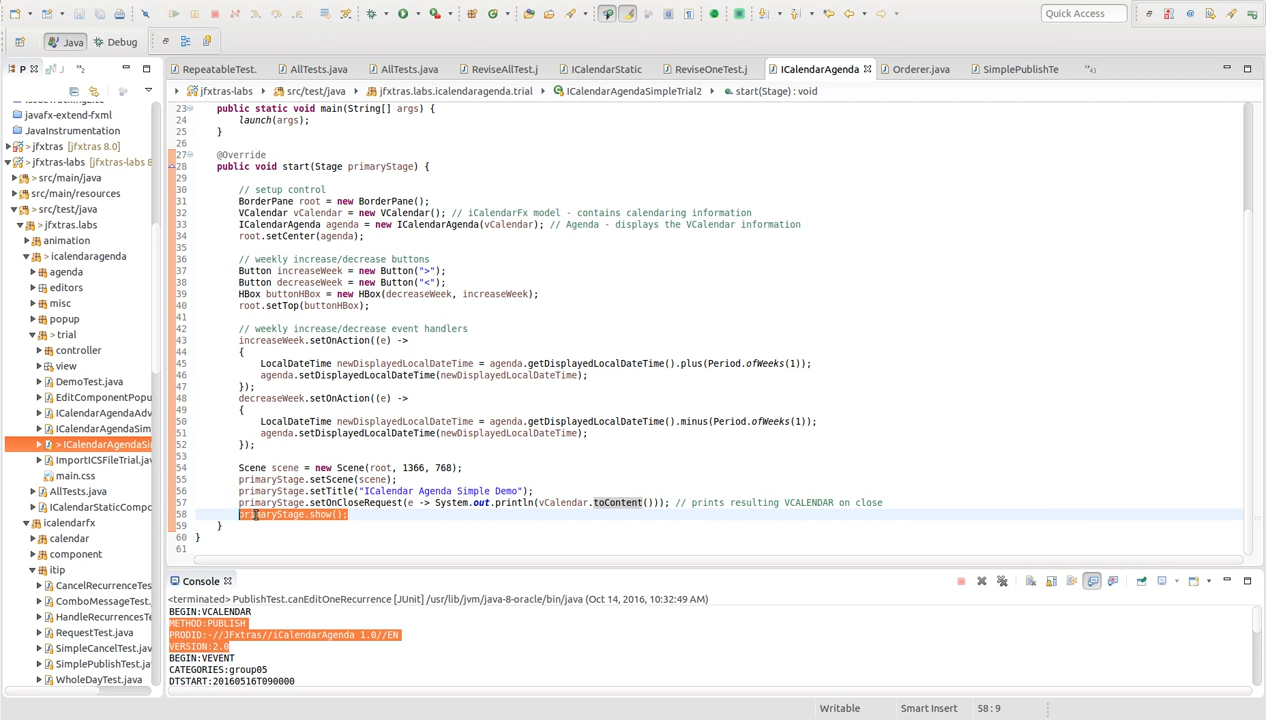 Quick Access
Java
Debug
P
J
2
RepeatableTest.
AllTests.java
AllTests.java
ReviseAllTest.j
ICalendarStatic
ReviseOneTest.j
ICalendarAgenda
Orderer.java
SimplePublishTe
43
jfxtras-labs
src/test/java
jfxtras.labs.icalendaragenda.trial
ICalendarAgendaSimpleTrial2
start(Stage) : void
javafx-extend-fxml
JavaInstrumentation
> jfxtras [jfxtras 8.0]
> jfxtras-labs [jfxtras-labs 8
> src/main/java
src/main/resources
> src/test/java
> jfxtras.labs
animation
> icalendaragenda
agenda
editors
misc
popup
> trial
controller
view
DemoTest.java
EditComponentPopu
ICalendarAgendaAdv
ICalendarAgendaSim
> ICalendarAgendaSi
ImportICSFileTrial.jav
main.css
AllTests.java
ICalendarStaticCompo
icalendarfx
calendar
component
itip
CancelRecurrenceTes
ComboMessageTest.
HandleRecurrencesTe
RequestTest.java
SimpleCancelTest.jav
SimplePublishTest.ja
WholeDayTest.java
23 public static void main(String[] args) {
24 launch(args);
25 }
26
27 @Override
28 public void start(Stage primaryStage) {
29
30 // setup control
31 BorderPane root = new BorderPane();
32 VCalendar vCalendar = new VCalendar(); // iCalendarFx model - contains calendaring information
33 ICalendarAgenda agenda = new ICalendarAgenda(vCalendar); // Agenda - displays the VCalendar information
34 root.setCenter(agenda);
35
36 // weekly increase/decrease buttons
37 Button increaseWeek = new Button(">");
38 Button decreaseWeek = new Button("<");
39 HBox buttonHBox = new HBox(decreaseWeek, increaseWeek);
40 root.setTop(buttonHBox);
41
42 // weekly increase/decrease event handlers
43 increaseWeek.setOnAction((e) ->
44 {
45 LocalDateTime newDisplayedLocalDateTime = agenda.getDisplayedLocalDateTime().plus(Period.ofWeeks(1));
46 agenda.setDisplayedLocalDateTime(newDisplayedLocalDateTime);
47 });
48 decreaseWeek.setOnAction((e) ->
49 {
50 LocalDateTime newDisplayedLocalDateTime = agenda.getDisplayedLocalDateTime().minus(Period.ofWeeks(1));
51 agenda.setDisplayedLocalDateTime(newDisplayedLocalDateTime);
52 });
53
54 Scene scene = new Scene(root, 1366, 768);
55 primaryStage.setScene(scene);
56 primaryStage.setTitle("ICalendar Agenda Simple Demo");
57 primaryStage.setOnCloseRequest(e -> System.out.println(vCalendar.toContent())); // prints resulting VCALENDAR on close
58 primaryStage.show();
59 }
60 }
61
Console
<terminated> PublishTest.canEditOneRecurrence [JUnit] /usr/lib/jvm/java-8-oracle/bin/java (Oct 14, 2016, 10:32:49 AM)
BEGIN:VCALENDAR
METHOD:PUBLISH
PRODID:-//JFxtras//iCalendarAgenda 1.0//EN
VERSION:2.0
BEGIN:VEVENT
CATEGORIES:group05
DTSTART:20160516T090000
Writable
Smart Insert
58 : 9